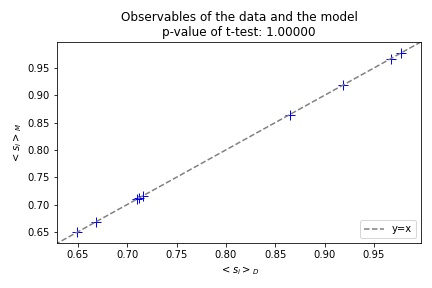 Observables of the data and the model
p-value of t-test: 1.00000
< s_i >_M
0.95
0.90
0.85
0.80
0.75
0.70
0.65
y=x
0.65 0.70 0.75 0.80 0.85 0.90 0.95
< s_i >_D